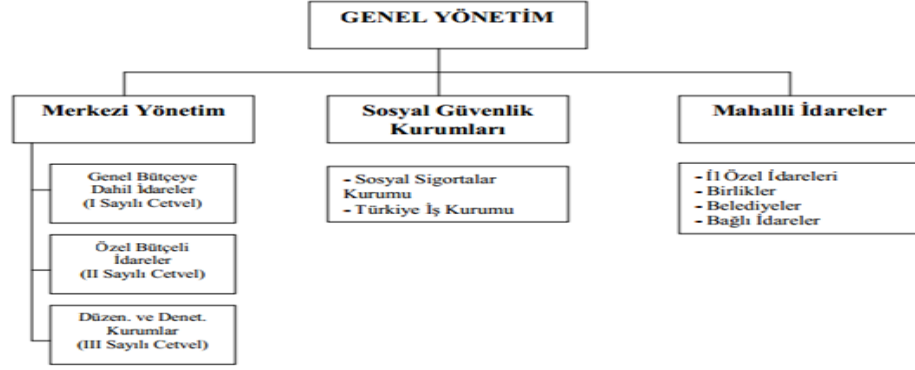 GENEL YÖNETİM
Merkezi Yönetim
Genel Bütçeye
Dahil İdareler
(I Sayılı Cetvel)
Özel Bütçeli
İdareler
(II Sayılı Cetvel)
Düzen. ve Denet.
Kurumlar
(III Sayılı Cetvel)
Sosyal Güvenlik
Kurumları
- Sosyal Sigortalar
Kurumu
- Türkiye İş Kurumu
Mahalli İdareler
- İl Özel İdareleri
- Birlikler
- Belediyeler
- Bağlı İdareler